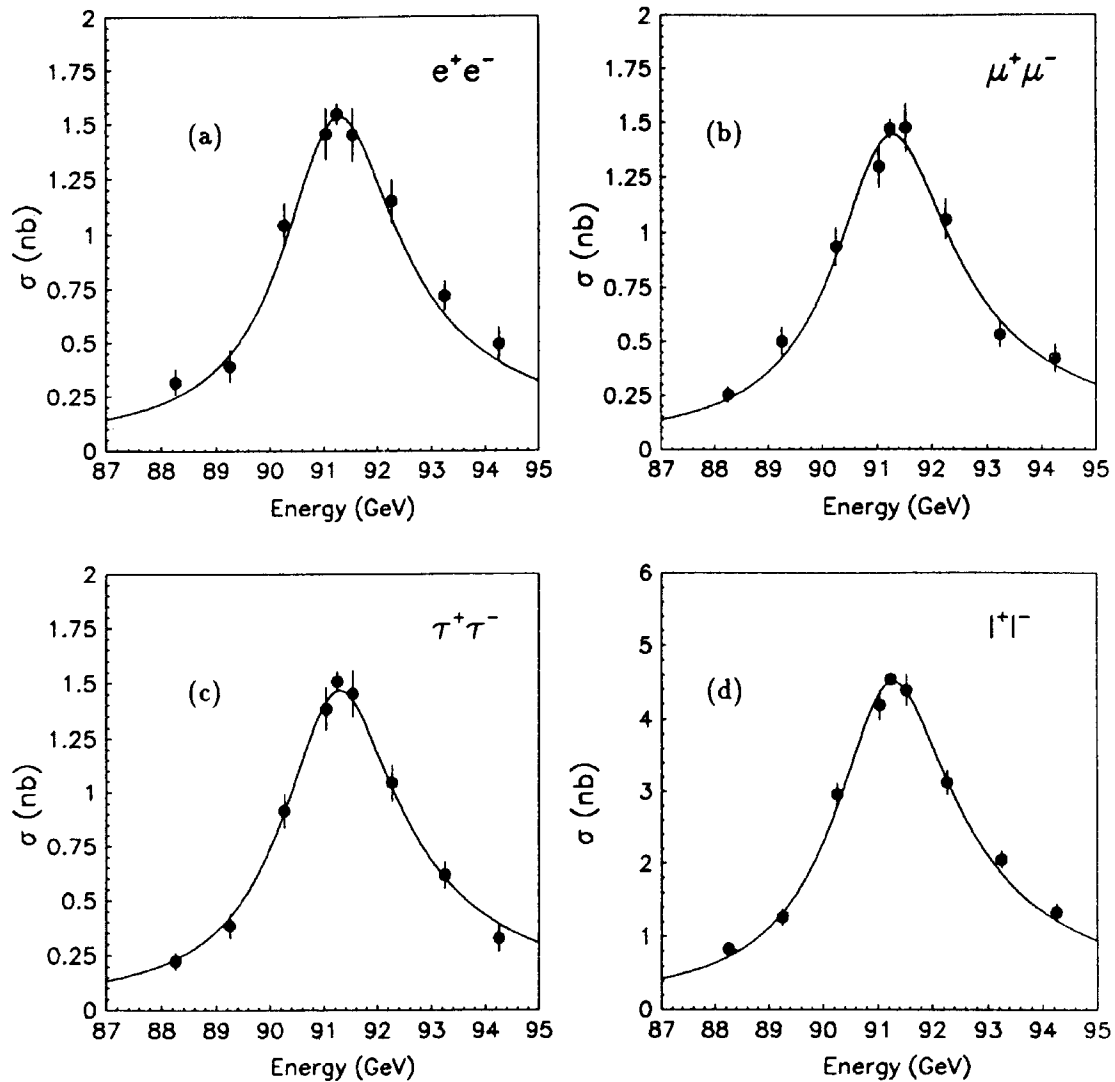 2
1.75
1.5
1.25
1
0.75
0.5
0.25
0
σ (nb)
e⁺e⁻
(a)
87 88 89 90 91 92 93 94 95
Energy (GeV)
2
1.75
1.5
1.25
1
0.75
0.5
0.25
0
σ (nb)
μ⁺μ⁻
(b)
87 88 89 90 91 92 93 94 95
Energy (GeV)
2
1.75
1.5
1.25
1
0.75
0.5
0.25
0
σ (nb)
τ⁺τ⁻
(c)
87 88 89 90 91 92 93 94 95
Energy (GeV)
6
5
4
3
2
1
0
σ (nb)
l⁺l⁻
(d)
87 88 89 90 91 92 93 94 95
Energy (GeV)